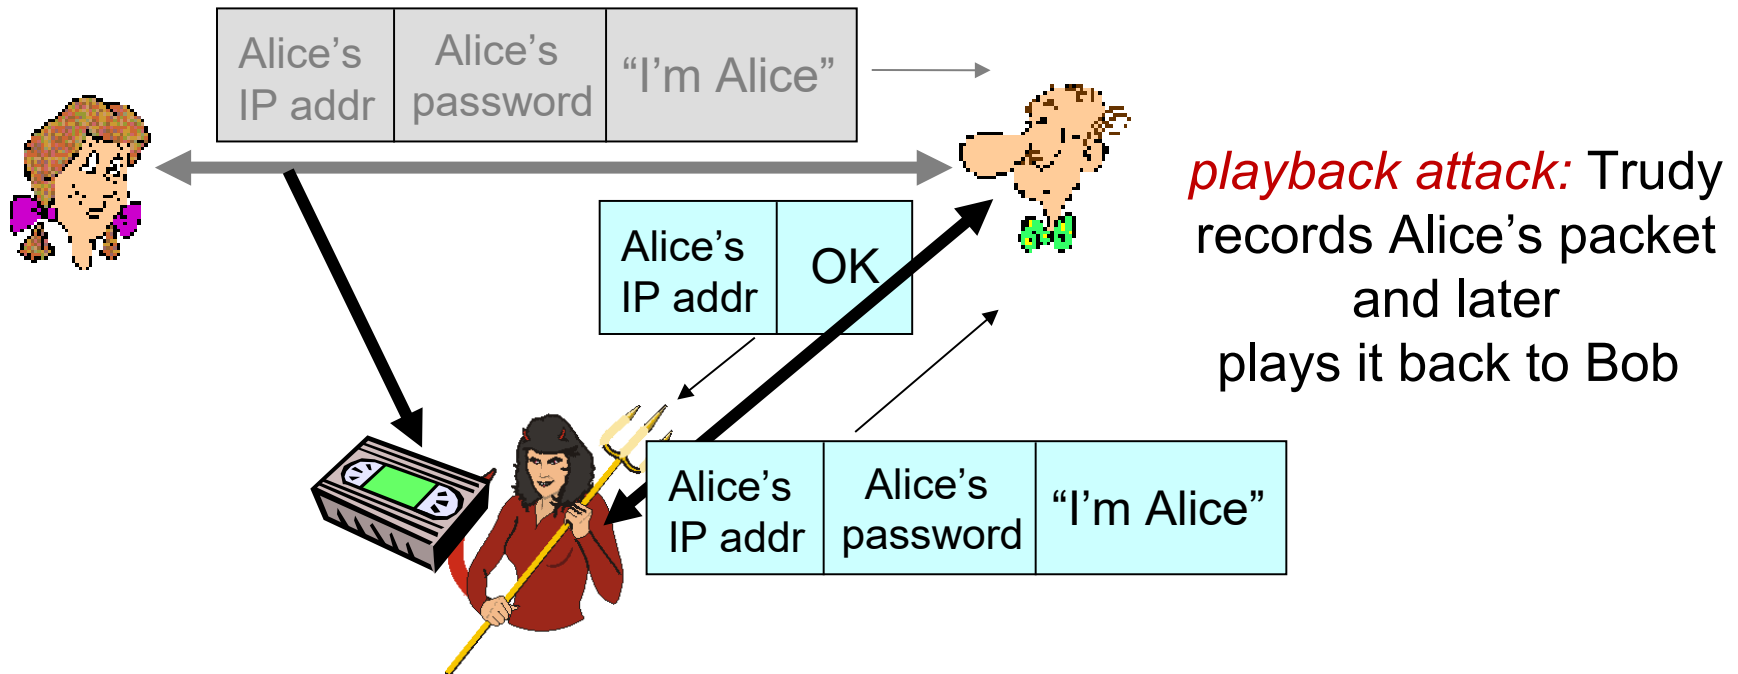 Alice’s
IP addr
Alice’s
password
“I’m Alice”
Alice’s
IP addr
OK
playback attack: Trudy
records Alice’s packet
and later
plays it back to Bob
Alice’s
IP addr
Alice’s
password
“I’m Alice”